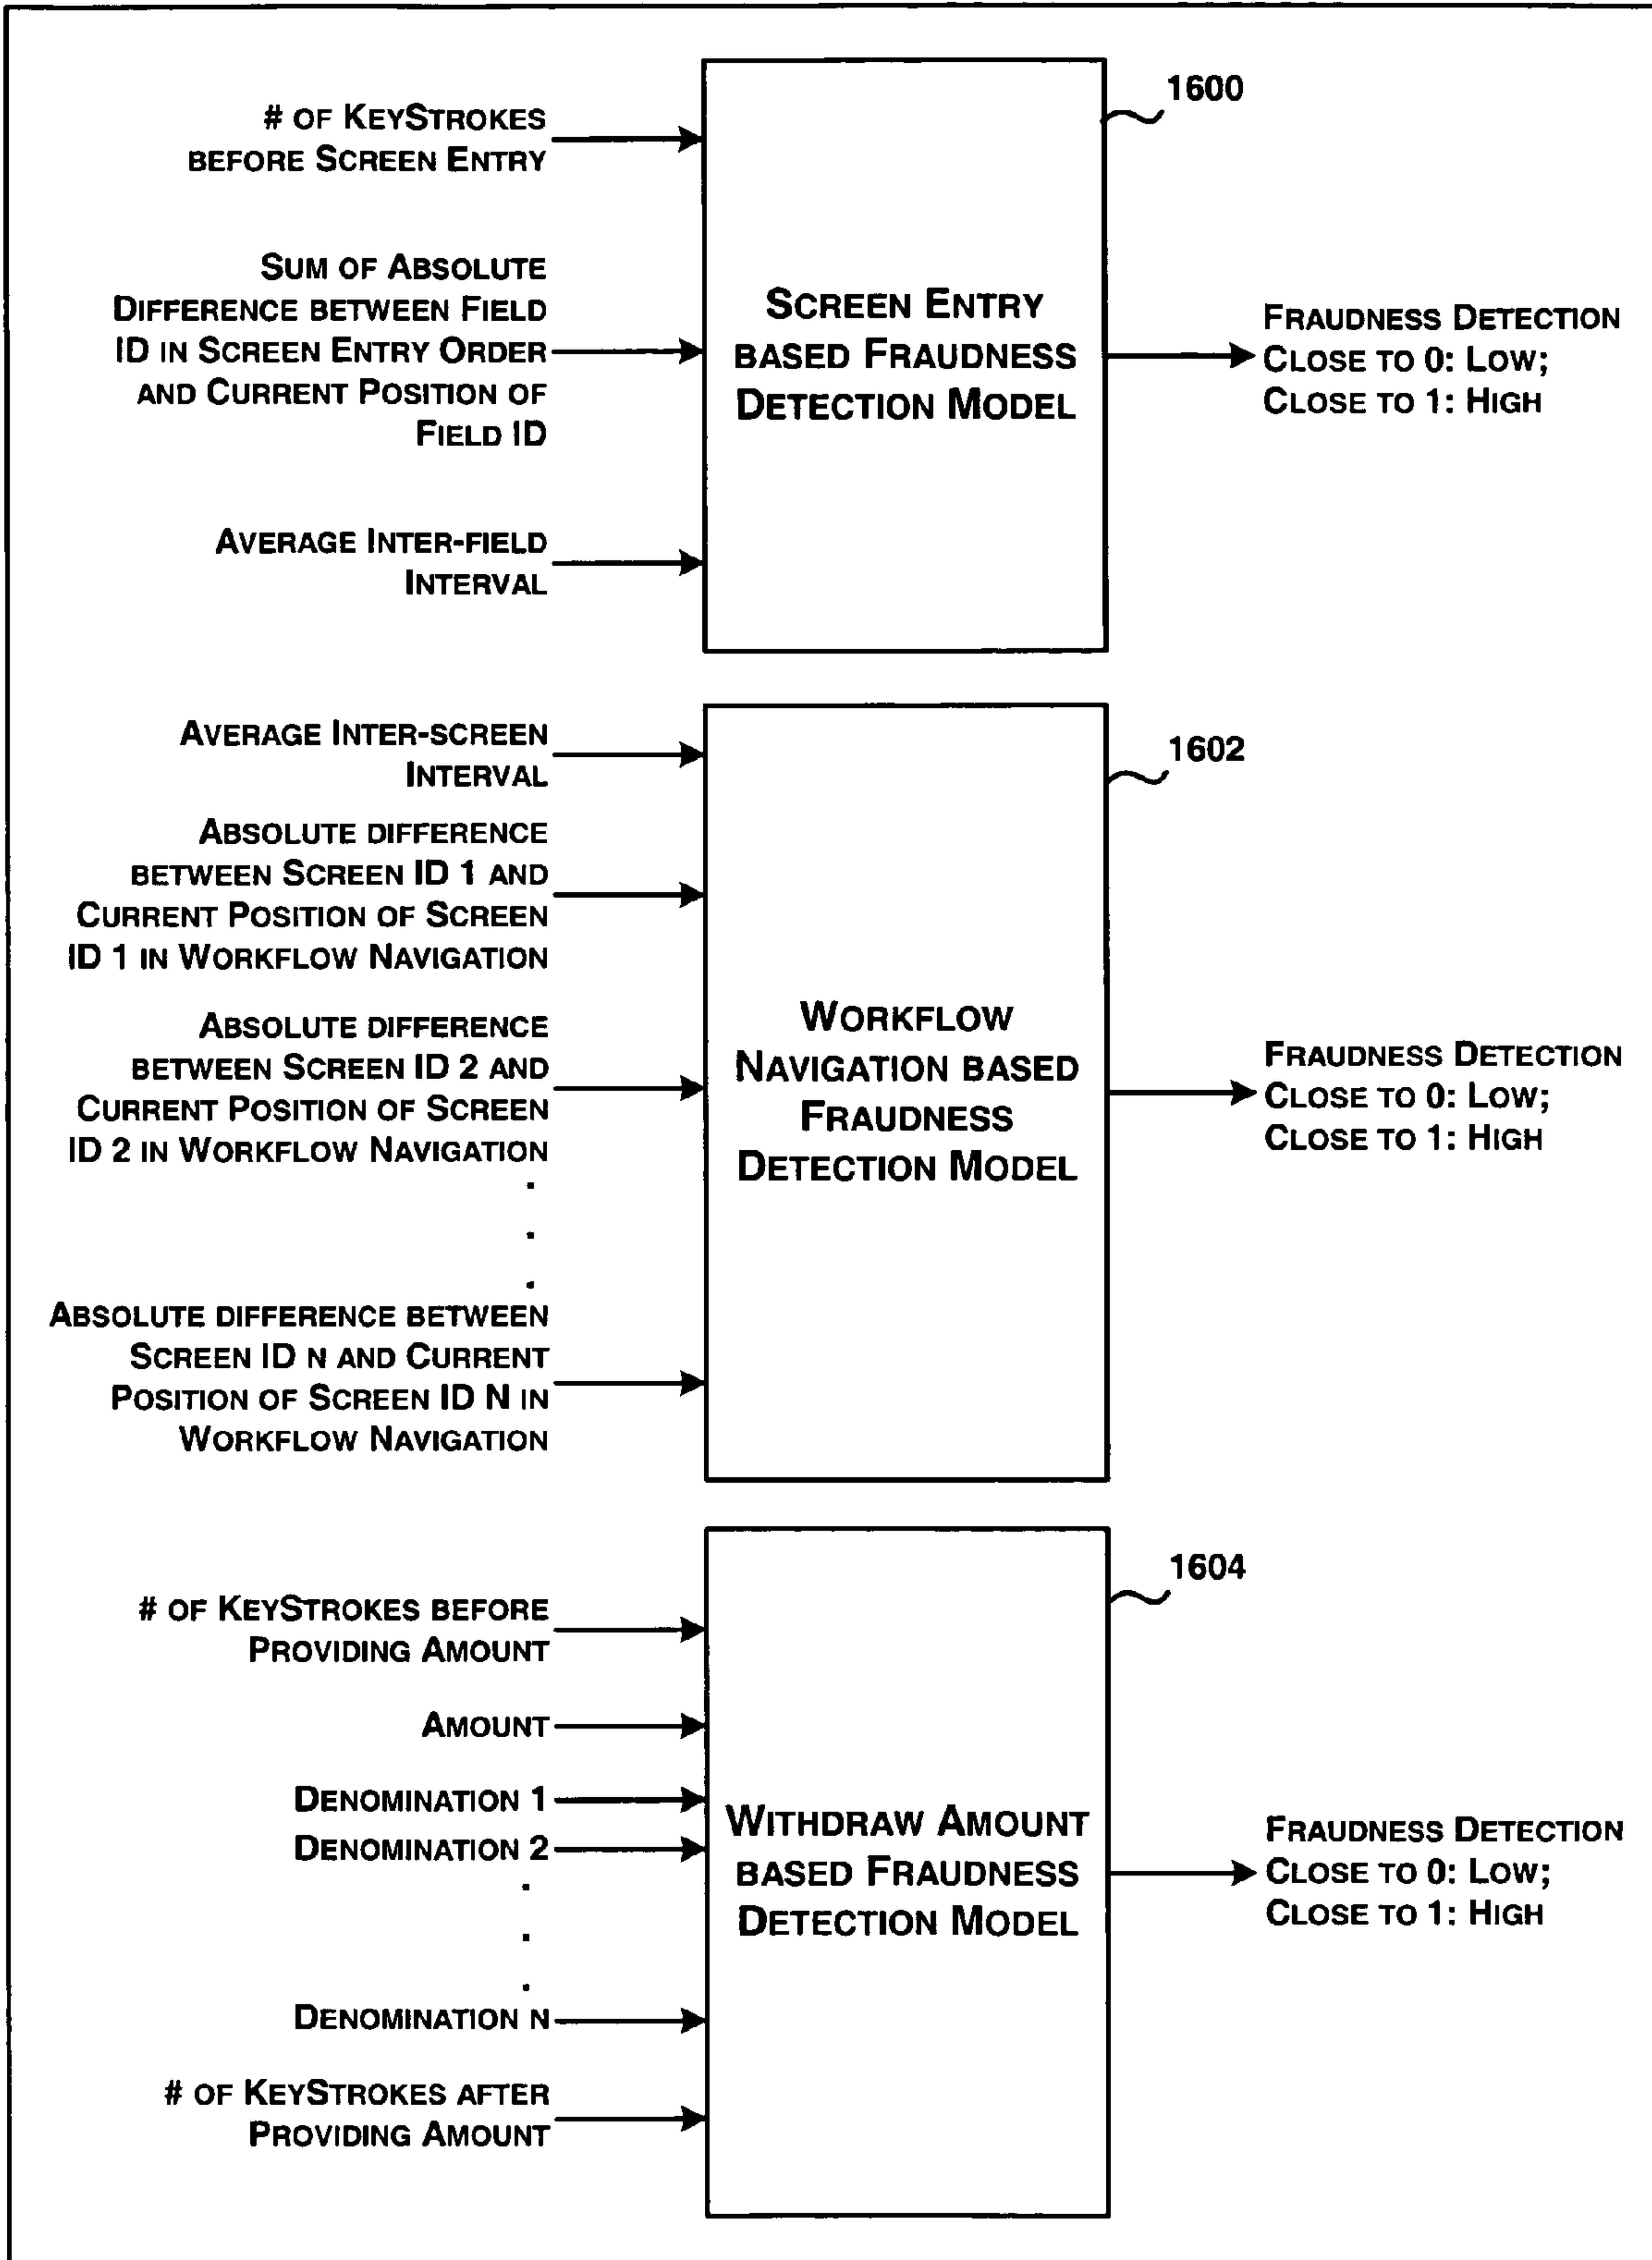 # OF KEYSTROKES
BEFORE SCREEN ENTRY
SUM OF ABSOLUTE
DIFFERENCE BETWEEN FIELD
ID IN SCREEN ENTRY ORDER
AND CURRENT POSITION OF
FIELD ID
AVERAGE INTER-FIELD
INTERVAL
SCREEN ENTRY
BASED FRAUDNESS
DETECTION MODEL
1600
FRAUDNESS DETECTION
CLOSE TO 0: LOW;
CLOSE TO 1: HIGH
AVERAGE INTER-SCREEN
INTERVAL
ABSOLUTE DIFFERENCE
BETWEEN SCREEN ID 1 AND
CURRENT POSITION OF SCREEN
ID 1 IN WORKFLOW NAVIGATION
ABSOLUTE DIFFERENCE
BETWEEN SCREEN ID 2 AND
CURRENT POSITION OF SCREEN
ID 2 IN WORKFLOW NAVIGATION
.
.
.
ABSOLUTE DIFFERENCE BETWEEN
SCREEN ID N AND CURRENT
POSITION OF SCREEN ID N IN
WORKFLOW NAVIGATION
WORKFLOW
NAVIGATION BASED
FRAUDNESS
DETECTION MODEL
1602
FRAUDNESS DETECTION
CLOSE TO 0: LOW;
CLOSE TO 1: HIGH
# OF KEYSTROKES BEFORE
PROVIDING AMOUNT
AMOUNT
DENOMINATION 1
DENOMINATION 2
.
.
.
DENOMINATION N
# OF KEYSTROKES AFTER
PROVIDING AMOUNT
WITHDRAW AMOUNT
BASED FRAUDNESS
DETECTION MODEL
1604
FRAUDNESS DETECTION
CLOSE TO 0: LOW;
CLOSE TO 1: HIGH